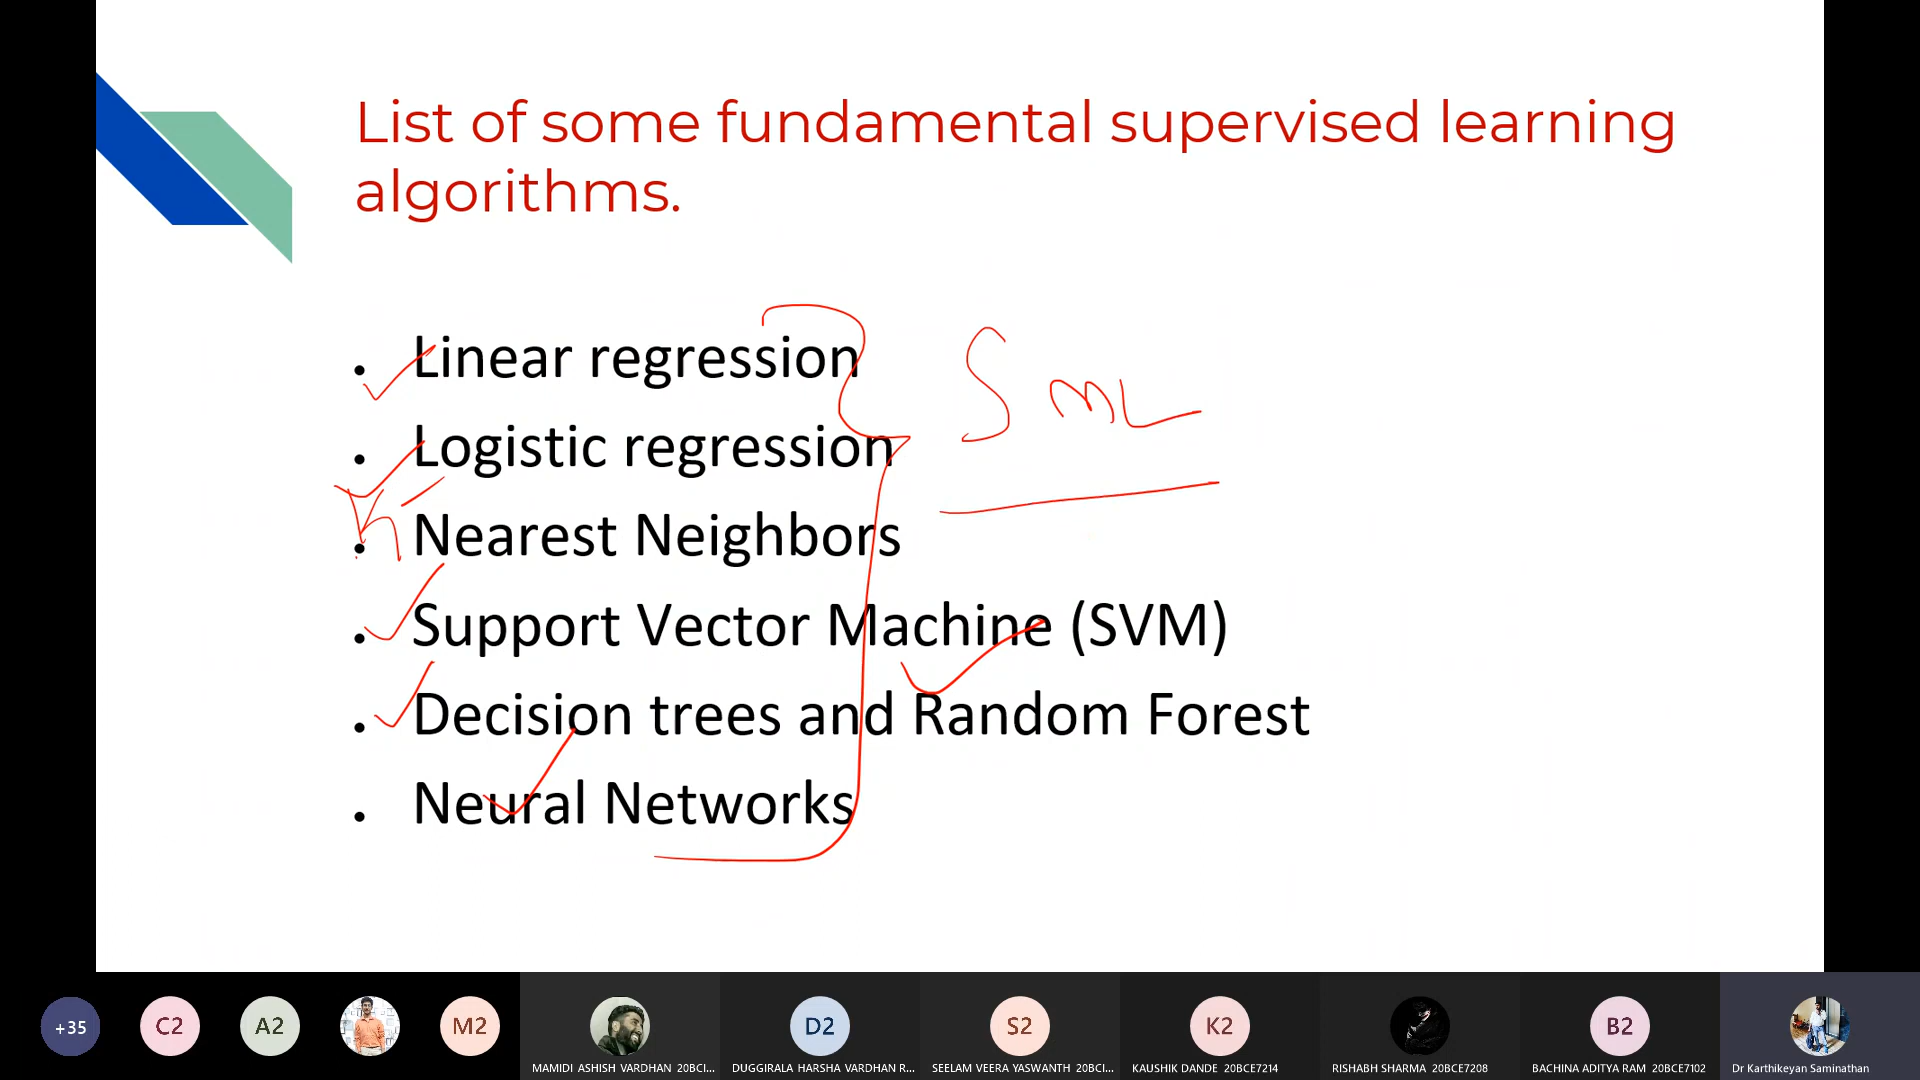 List of some fundamental supervised learning
algorithms.
• Linear regression
SML
• Logistic regression
• K- Nearest Neighbors
• Support Vector Machine (SVM)
• Decision trees and Random Forest
• Neural Networks
+35
C2
A2
M2
D2
S2
K2
B2
MAMIDI ASHISH VARDHAN 20BCI...
DUGGIRALA HARSHA VARDHAN R...
SEELAM VEERA YASWANTH 20BCI...
KAUSHIK DANDE 20BCE7214
RISHABH SHARMA 20BCE7208
BACHINA ADITYA RAM 20BCE7102
Dr Karthikeyan Saminathan